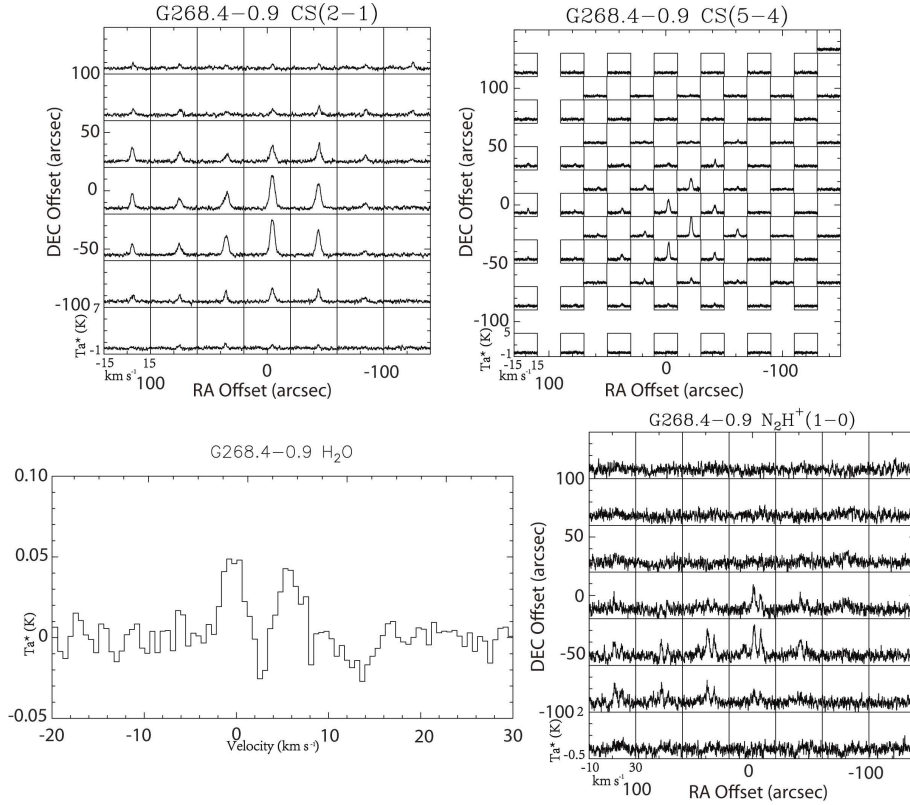 G268.4−0.9 CS(2−1)
100
50
0
-50
-100
7
-1
DEC Offset (arcsec)
Ta* (K)
-15 15
km s⁻¹
100 0 -100
RA Offset (arcsec)
G268.4−0.9 CS(5−4)
100
50
0
-50
-100
5
-1
DEC Offset (arcsec)
Ta* (K)
-15 15
km s⁻¹
100 0 -100
RA Offset (arcsec)
G268.4−0.9 H₂O
0.10
0.05
0
-0.05
Ta* (K)
-20 -10 0 10 20 30
Velocity (km s⁻¹)
G268.4−0.9 N₂H⁺(1−0)
100
50
0
-50
-100
2
-0.5
DEC Offset (arcsec)
Ta* (K)
-10 30
km s⁻¹
100 0 -100
RA Offset (arcsec)